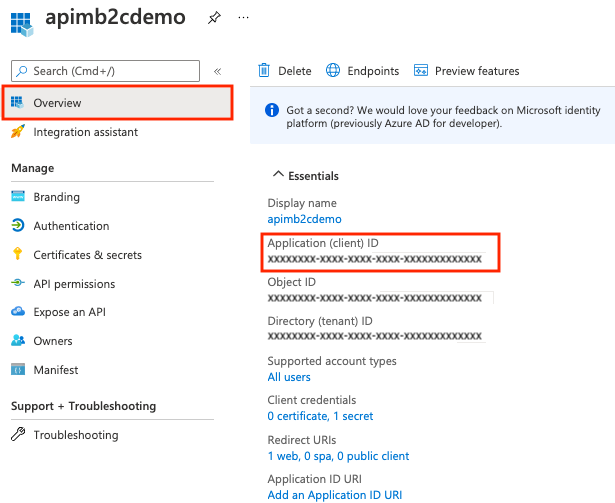 apimb2cdemo
Search (Cmd+/)
Overview
Integration assistant
Manage
Branding
Authentication
Certificates & secrets
API permissions
Expose an API
Owners
Manifest
Support + Troubleshooting
Troubleshooting
Delete
Endpoints
Preview features
Got a second? We would love your feedback on Microsoft identity
platform (previously Azure AD for developer).
Essentials
Display name
apimb2cdemo
Application (client) ID
xxxxxxxx-xxxx-xxxx-xxxx-xxxxxxxxxxxxx
Object ID
xxxxxxxx-xxxx-xxxx-xxxx-xxxxxxxxxxxxx
Directory (tenant) ID
xxxxxxxx-xxxx-xxxx-xxxx-xxxxxxxxxxxxx
Supported account types
All users
Client credentials
0 certificate, 1 secret
Redirect URIs
1 web, 0 spa, 0 public client
Application ID URI
Add an Application ID URI